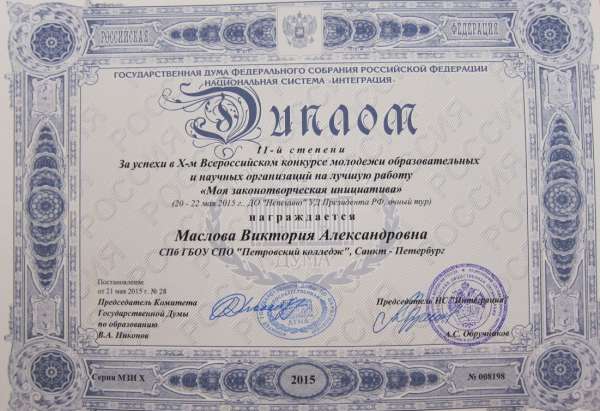 РОССИЙСКАЯ ФЕДЕРАЦИЯ
ГОСУДАРСТВЕННАЯ ДУМА ФЕДЕРАЛЬНОГО СОБРАНИЯ РОССИЙСКОЙ ФЕДЕРАЦИИ
НАЦИОНАЛЬНАЯ СИСТЕМА «ИНТЕГРАЦИЯ»
Диплом
II-й степени
За успехи в X-м Всероссийском конкурсе молодежи образовательных
и научных организаций на лучшую работу
«Моя законотворческая инициатива»
(20 - 22 мая 2015 г., ДО "Непецино" УД Президента РФ, очный тур)
награждается
Маслова Виктория Александровна
СПб ГБОУ СПО "Петровский колледж", Санкт - Петербург
Постановление
от 21 мая 2015 г. № 28
Председатель Комитета
Государственной Думы
по образованию
В.А. Никонов
Председатель НС "Интеграция"
А.С. Обручников
Серия МЗИ X
2015
№ 008198